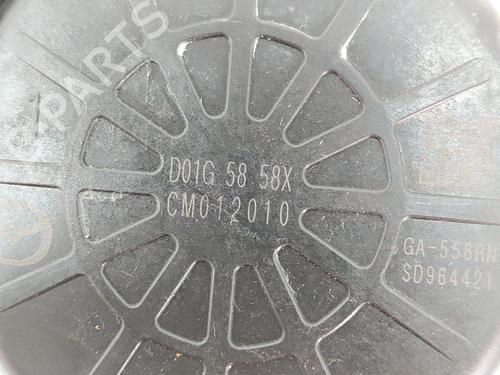 B-PARTS
D01G 58 58X
CM012010
GA-558RN
SD964421